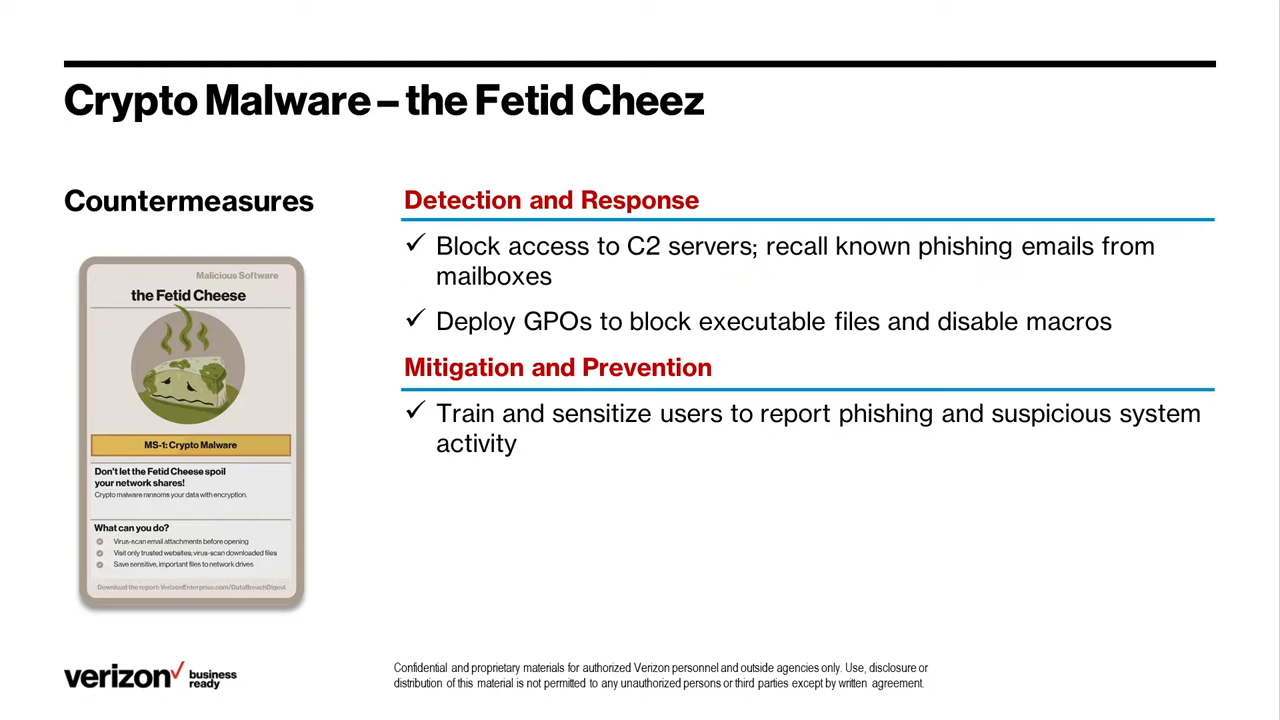 Crypto Malware – the Fetid Cheez
Countermeasures
Malicious Software
the Fetid Cheese
MS-1: Crypto Malware
Don't let the Fetid Cheese spoil
your network shares!
Crypto malware ransoms your data with encryption.
What can you do?
Virus-scan email attachments before opening
Visit only trusted websites; virus-scan downloaded files
Save sensitive, important files to network drives
Download the report: VerizonEnterprise.com/DataBreachDigest
Detection and Response
✓ Block access to C2 servers; recall known phishing emails from
mailboxes
✓ Deploy GPOs to block executable files and disable macros
Mitigation and Prevention
✓ Train and sensitize users to report phishing and suspicious system
activity
verizon✓ business
ready
Confidential and proprietary materials for authorized Verizon personnel and outside agencies only. Use, disclosure or
distribution of this material is not permitted to any unauthorized persons or third parties except by written agreement.